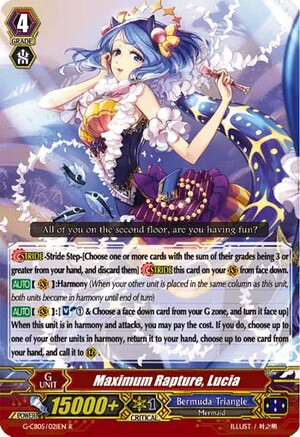 4
GRADE
All of you on the second floor, are you having fun?
STRIDE -Stride Step-[Choose one or more cards with the sum of their grades being 3 or
greater from your hand, and discard them] STRIDE this card on your from face down.
AUTO 1:Harmony (When your other unit is placed in the same column as this unit,
both units become in harmony until end of turn)
AUTO 1:[ 1 & Choose a face down card from your G zone, and turn it face up]
When this unit is in harmony and attacks, you may pay the cost. If you do, choose up to
one of your other units in harmony, return it to your hand, choose up to one card from
your hand, and call it to
G
UNIT
Maximum Rapture, Lucia
POWER
15000+
1
CRITICAL
Bermuda Triangle
Mermaid
G-CB05/021EN R
ILLUST / 叶之明